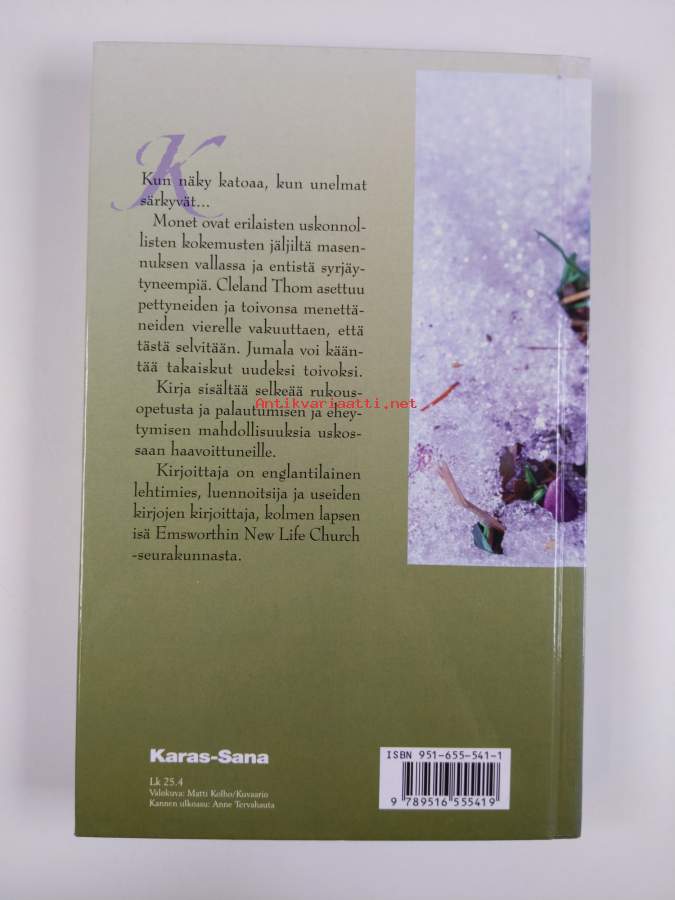 K
Kun näky katoaa, kun unelmat
särkyvät...
Monet ovat erilaisten uskonnol-
listen kokemusten jäljiltä masen-
nuksen vallassa ja entistä syrjäy-
tyneempiä. Cleland Thom asettuu
pettyneiden ja toivonsa menettä-
neiden vierelle vakuuttaen, että
tästä selvitään. Jumala voi kään-
tää takaiskut uudeksi toivoksi.
Kirja sisältää selkeää rukous-
Antikvariaatti.net
opetusta ja palautumisen ja ehey-
tymisen mahdollisuuksia uskos-
saan haavoittuneille.
Kirjoittaja on englantilainen
lehtimies, luennoitsija ja useiden
kirjojen kirjoittaja, kolmen lapsen
isä Emsworthin New Life Church
-seurakunnasta.
Karas-Sana
Lk 25.4
Valokuva: Matti Kolho/Kuvaario
Kannen ulkoasu: Anne Tervahauta
ISBN 951-655-541-1
9 789516 555419